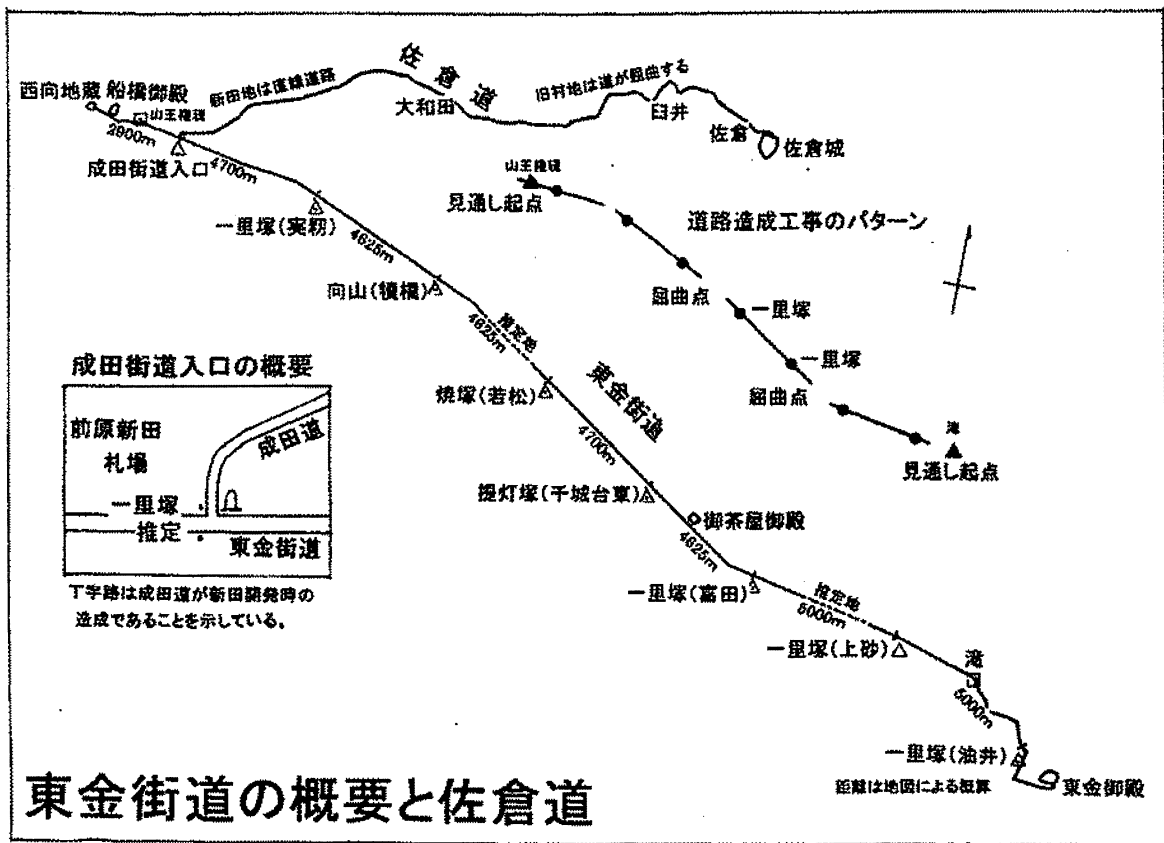 佐倉道
新田地は直線道路
旧村地は道が屈曲する
西向地蔵 船橋御殿
山王権現
大和田
臼井
佐倉
佐倉城
2900m
成田街道入口
4700m
一里塚(実籾)
4625m
向山(犢橋)
4625m
推定地
焼塚(若松)
東金街道
4700m
提灯塚(千城台東)
御茶屋御殿
4625m
一里塚(富田)
推定地
5000m
一里塚(上砂)
滝
5000m
一里塚(油井)
東金御殿
距離は地図による概算
山王権現
見通し起点
道路造成工事のパターン
屈曲点
一里塚
一里塚
屈曲点
滝
見通し起点
成田街道入口の概要
前原新田
札場
成田道
一里塚
推定
東金街道
丁字路は成田道が新田開発時の
造成であることを示している。
東金街道の概要と佐倉道